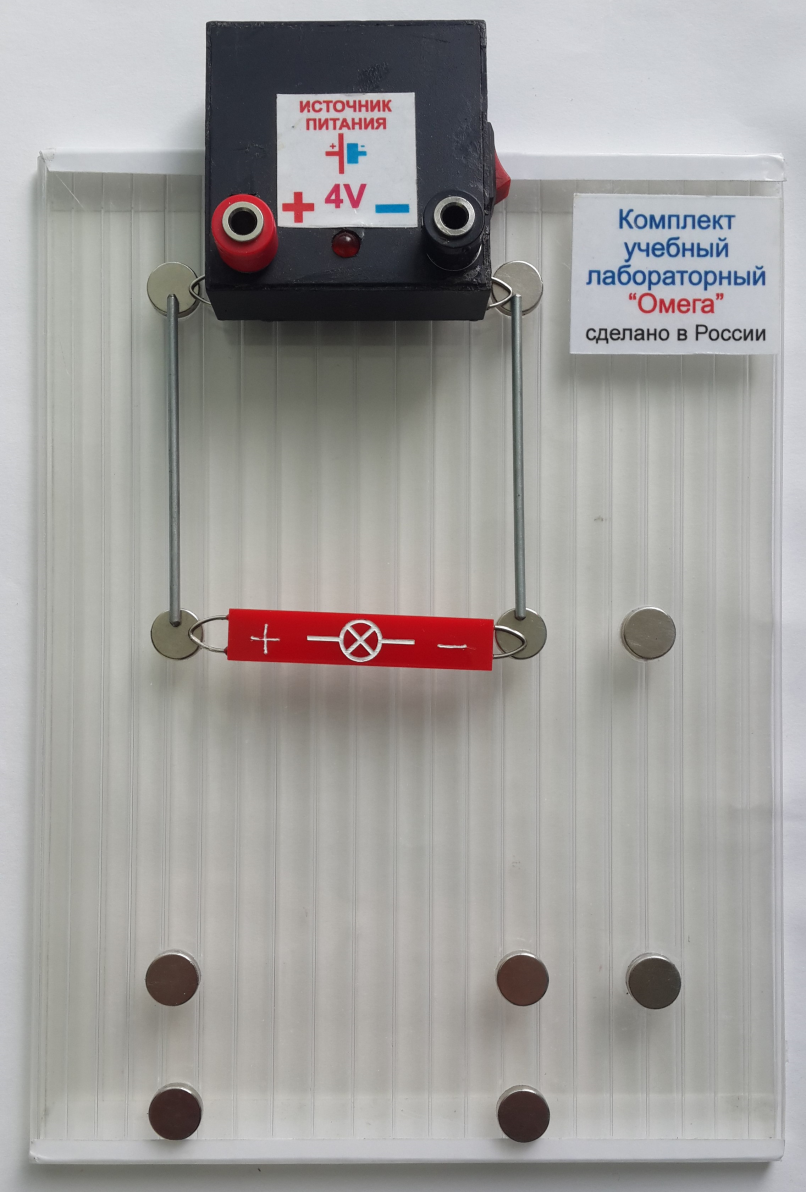 ИСТОЧНИК
ПИТАНИЯ
+ -
+ 4V −
Комплект
учебный
лабораторный
“Омега”
сделано в России
+ −